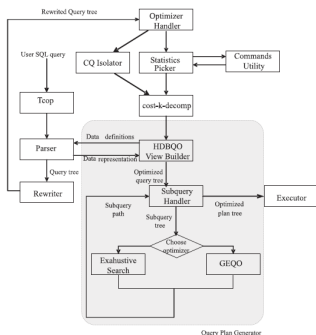 Rewrited Query tree
Optimizer
Handler
User SQL query
CQ Isolator
Statistics
Picker
Commands
Utility
Tcop
cost-k-decomp
Data definitions
Parser
HDBQO
View Builder
Data representation
Query tree
Optimized
query tree
Rewriter
Subquery
Handler
Executor
Subquery
path
Subquery
tree
Optimized
plan tree
Choose
optimizer
Exahustive
Search
GEQO
Query Plan Generator